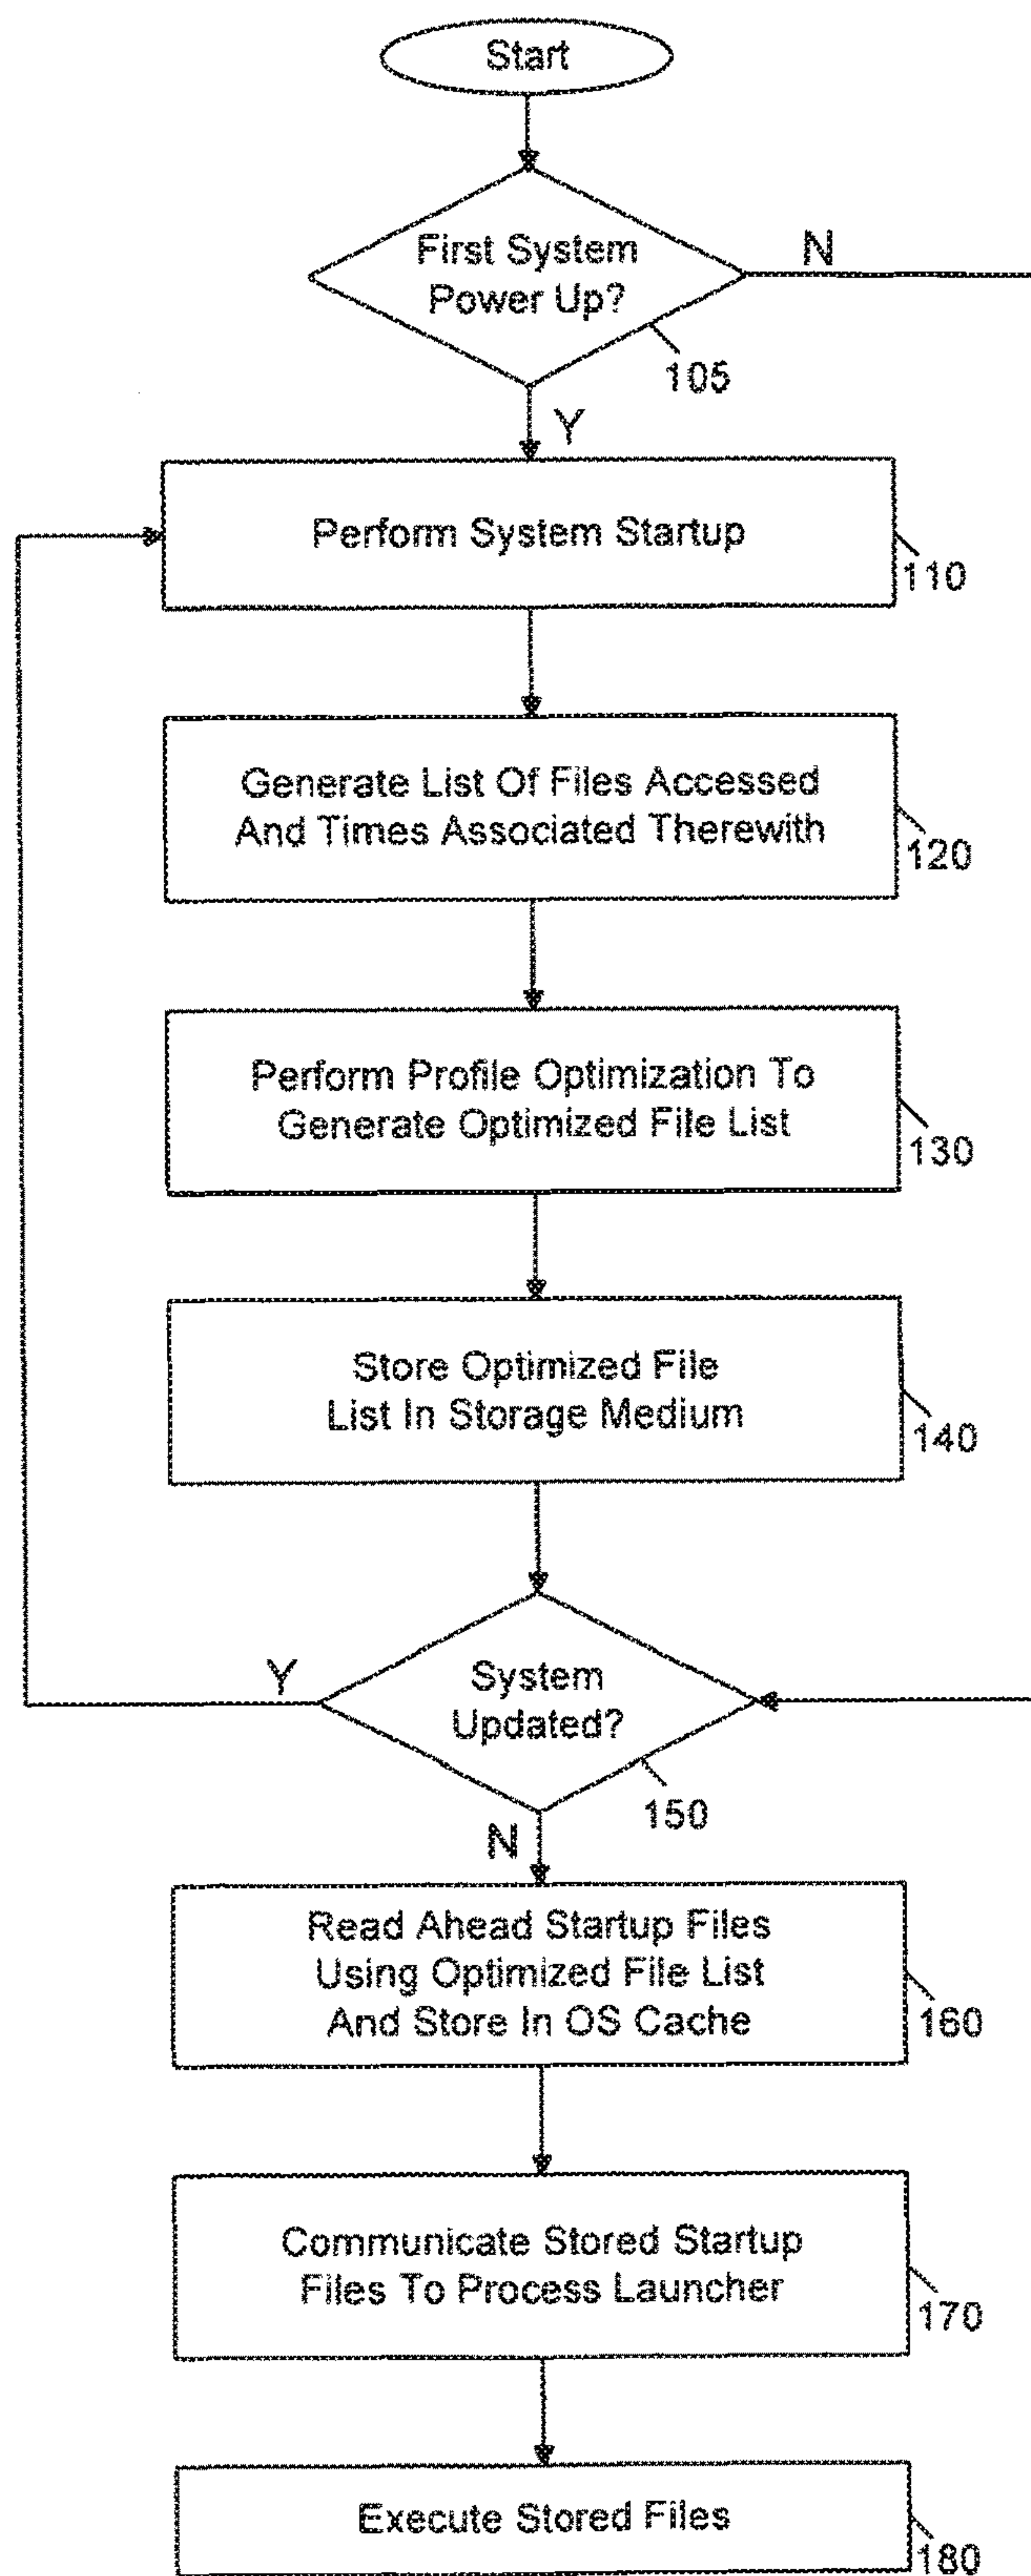 Start
First System
Power Up?
N
105
Y
Perform System Startup
110
Generate List Of Files Accessed
And Times Associated Therewith
120
Perform Profile Optimization To
Generate Optimized File List
130
Store Optimized File
List In Storage Medium
140
Y
System
Updated?
150
N
Read Ahead Startup Files
Using Optimized File List
And Store In OS Cache
160
Communicate Stored Startup
Files To Process Launcher
170
Execute Stored Files
180